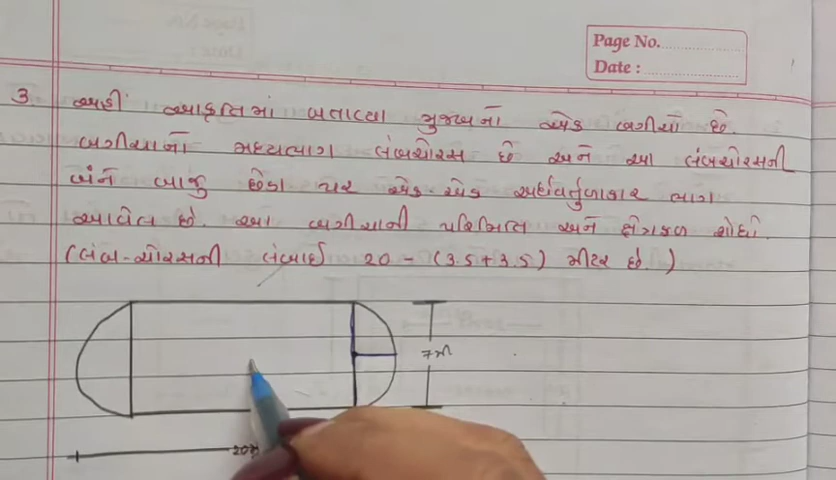 Page No.
Date :
3 અહીં આકૃતિમાં બતાવ્યા મુજબનો એક બગીચો છે.
બગીચાનો મધ્યભાગ લંબચોરસ છે અને આ લંબચોરસની
બંને બાજુ છેડા પર એક-એક અર્ધવર્તુળાકાર ભાગ
આવેલ છે. આ બગીચાની પરિમિતિ અને ક્ષેત્રફળ શોધો.
(લંબ-ચોરસની લંબાઈ 20 - (3.5+3.5) મીટર છે.)
7મી
20મી